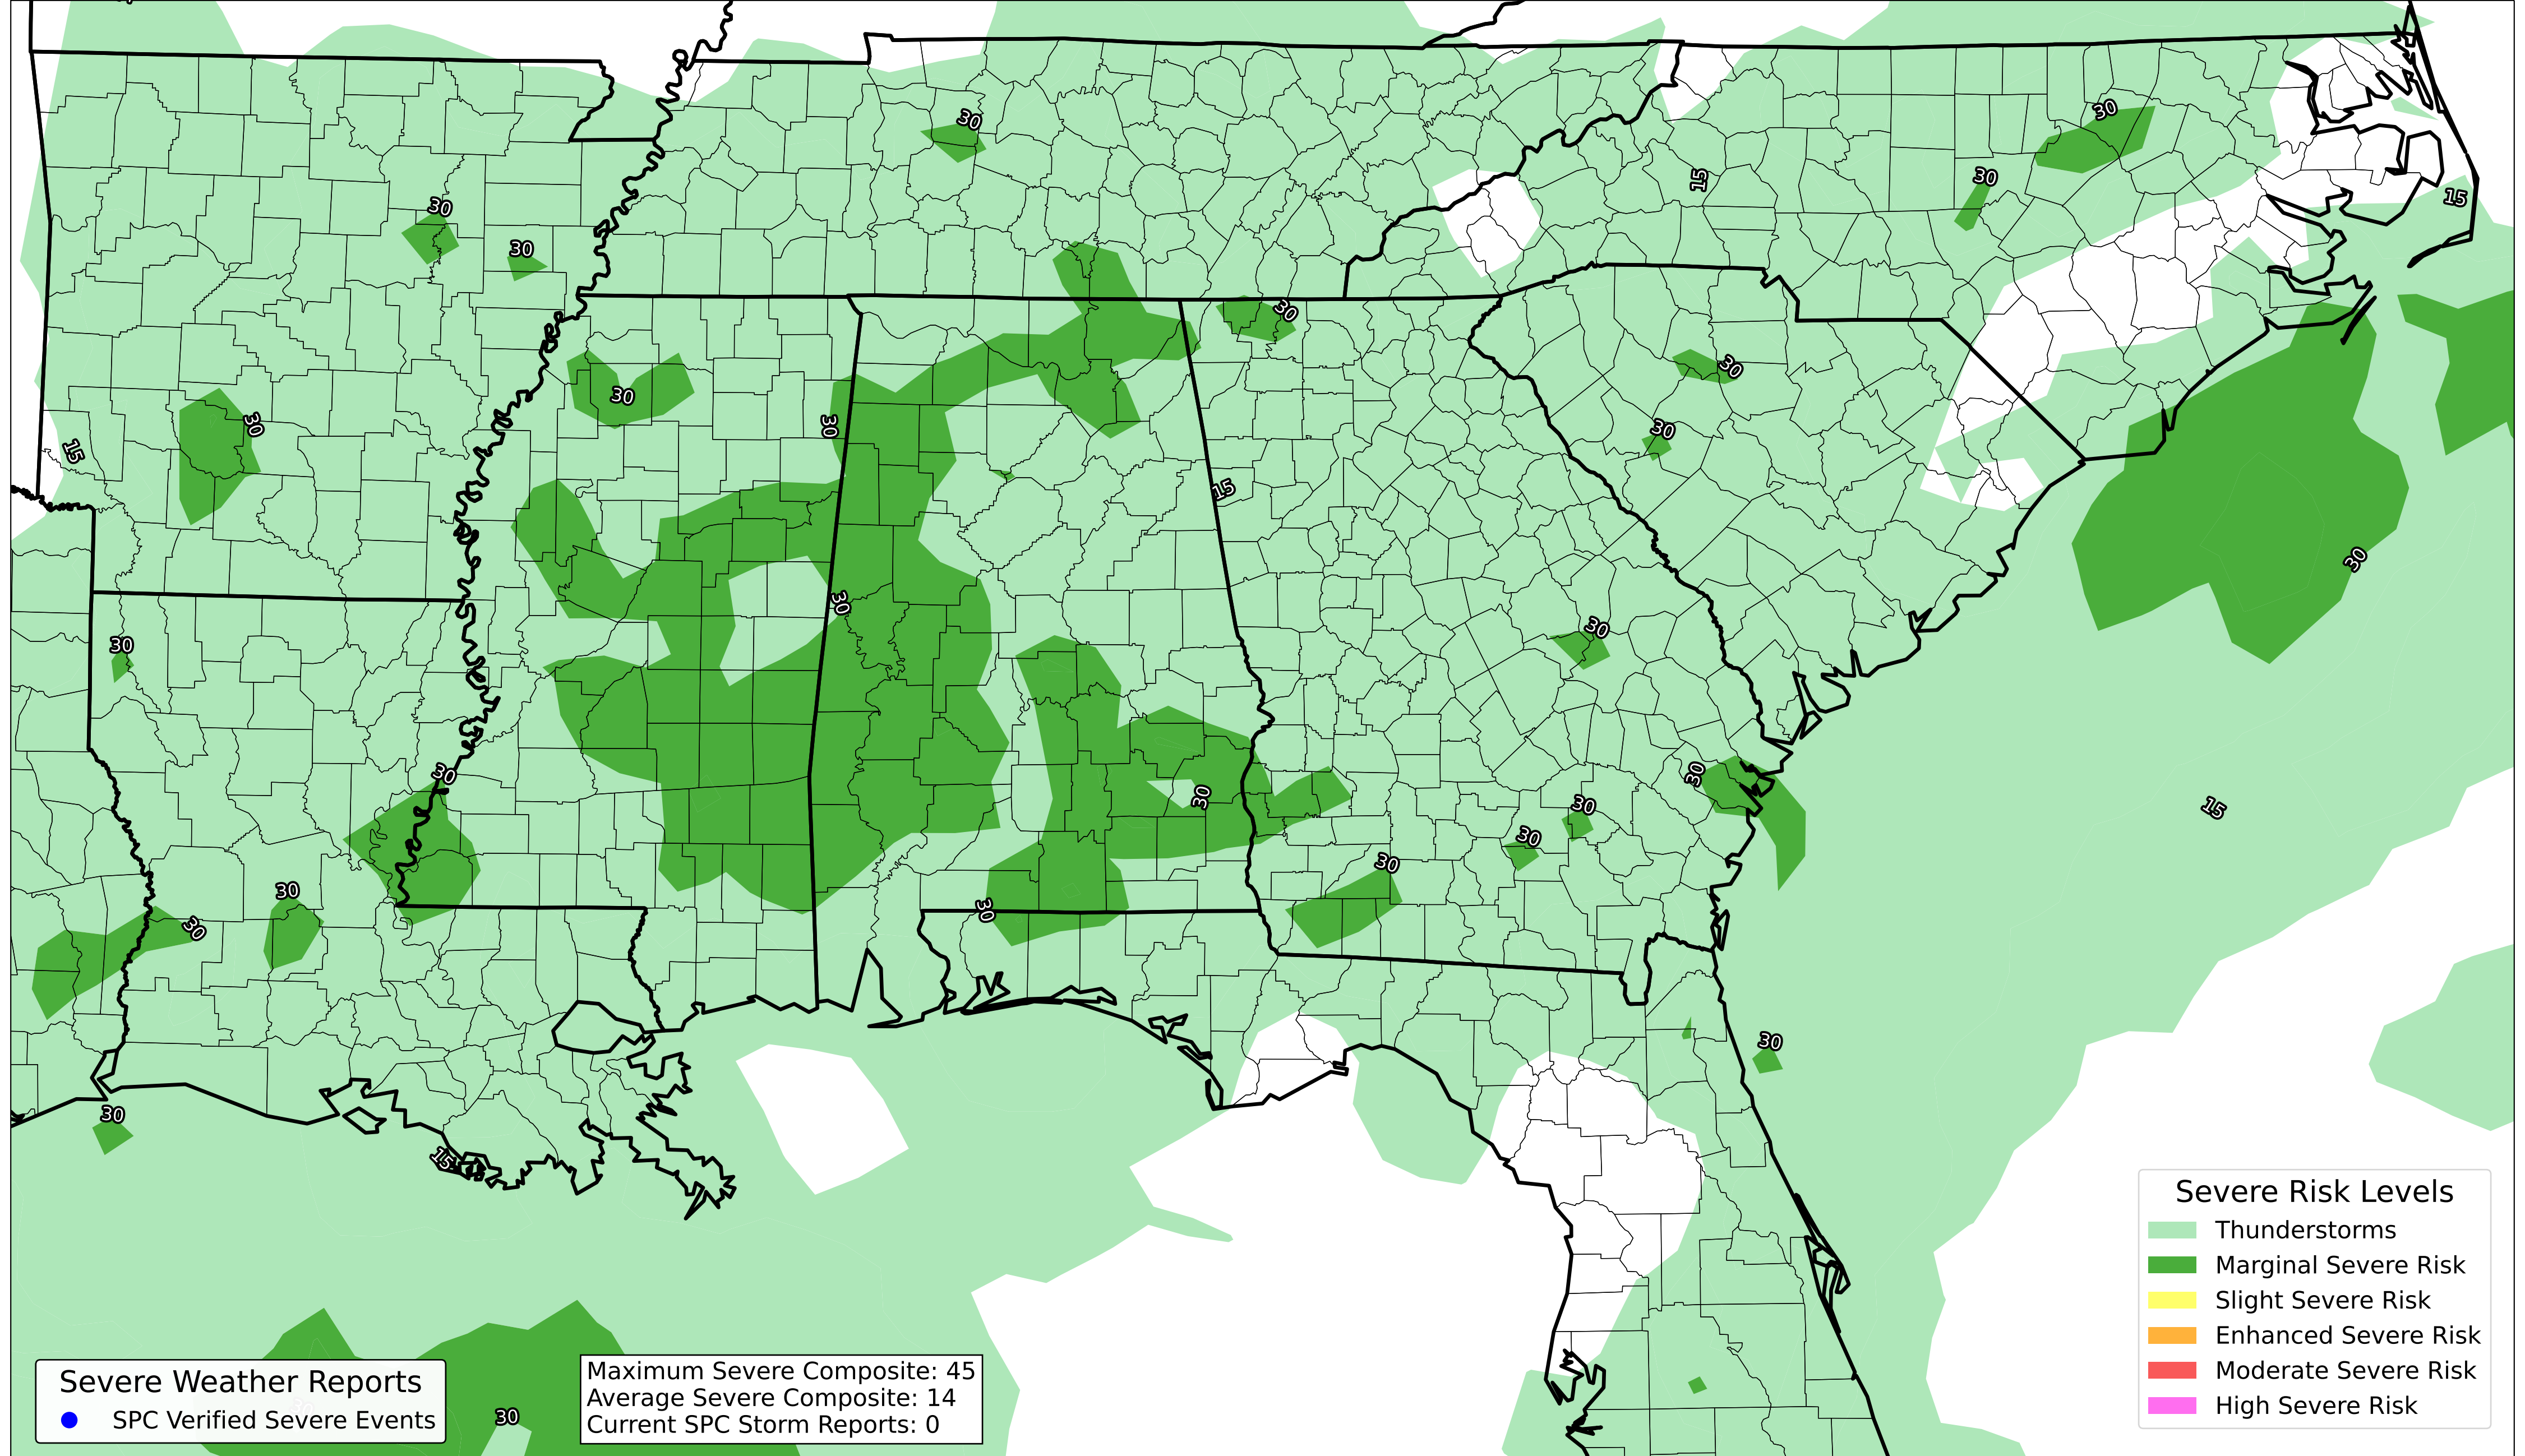 30
30
15
30
15
30
30
30
30
30
30
30
30
15
30
15
30
30
30
30
30
30
30
30
15
30
30
30
30
30
30
30
30
15
30
Severe Weather Reports
SPC Verified Severe Events
Maximum Severe Composite: 45
Average Severe Composite: 14
Current SPC Storm Reports: 0
Severe Risk Levels
Thunderstorms
Marginal Severe Risk
Slight Severe Risk
Enhanced Severe Risk
Moderate Severe Risk
High Severe Risk